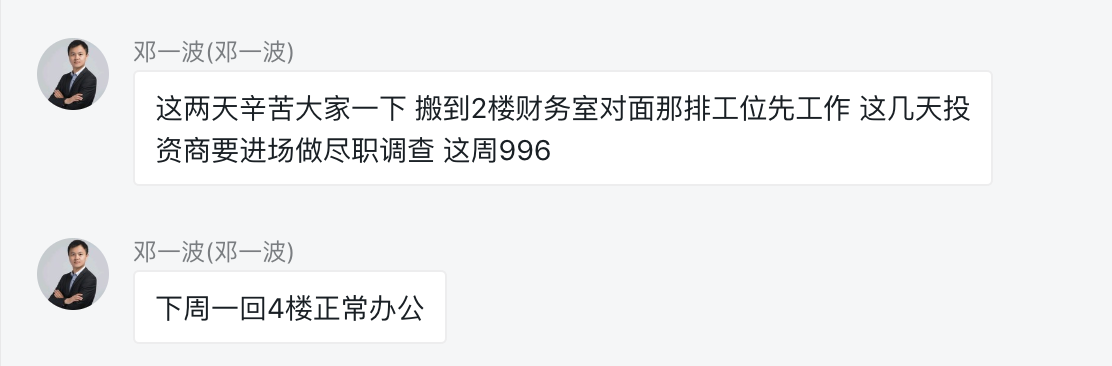 邓一波(邓一波)
这两天辛苦大家一下 搬到2楼财务室对面那排工位先工作 这几天投
资商要进场做尽职调查 这周996
邓一波(邓一波)
下周一回4楼正常办公